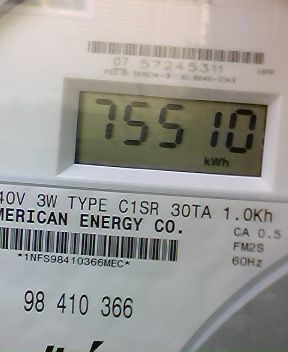 07 57245311
HPP
75510
kWh
40V 3W TYPE C1SR 30TA 1.0Kh
MERICAN ENERGY CO.
CA 0.5
FM2S
*1NFS98410366MEC*
60Hz
98 410 366